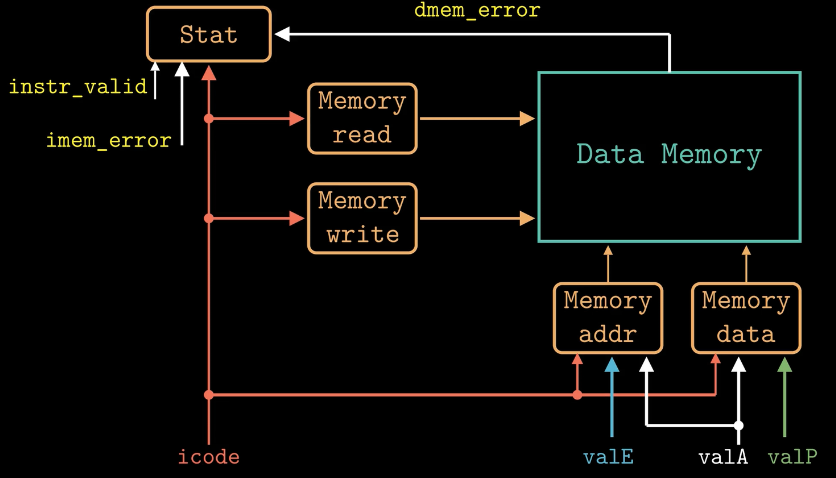 dmem_error
Stat
instr_valid
imem_error
Memory
read
Memory
write
Data Memory
Memory
addr
Memory
data
icode
valE
valA
valP